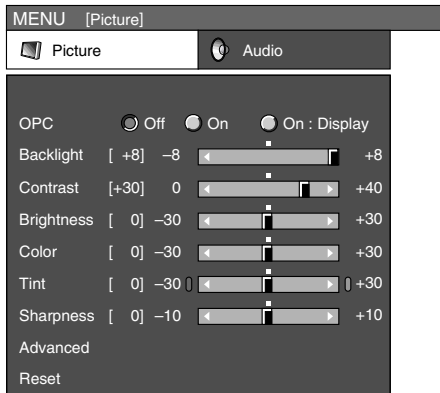 MENU [Picture]
Picture
Audio
OPC Off On On : Display
Backlight [ +8] –8 +8
Contrast [+30] 0 +40
Brightness [ 0] –30 +30
Color [ 0] –30 +30
Tint [ 0] –30 +30
Sharpness [ 0] –10 +10
Advanced
Reset